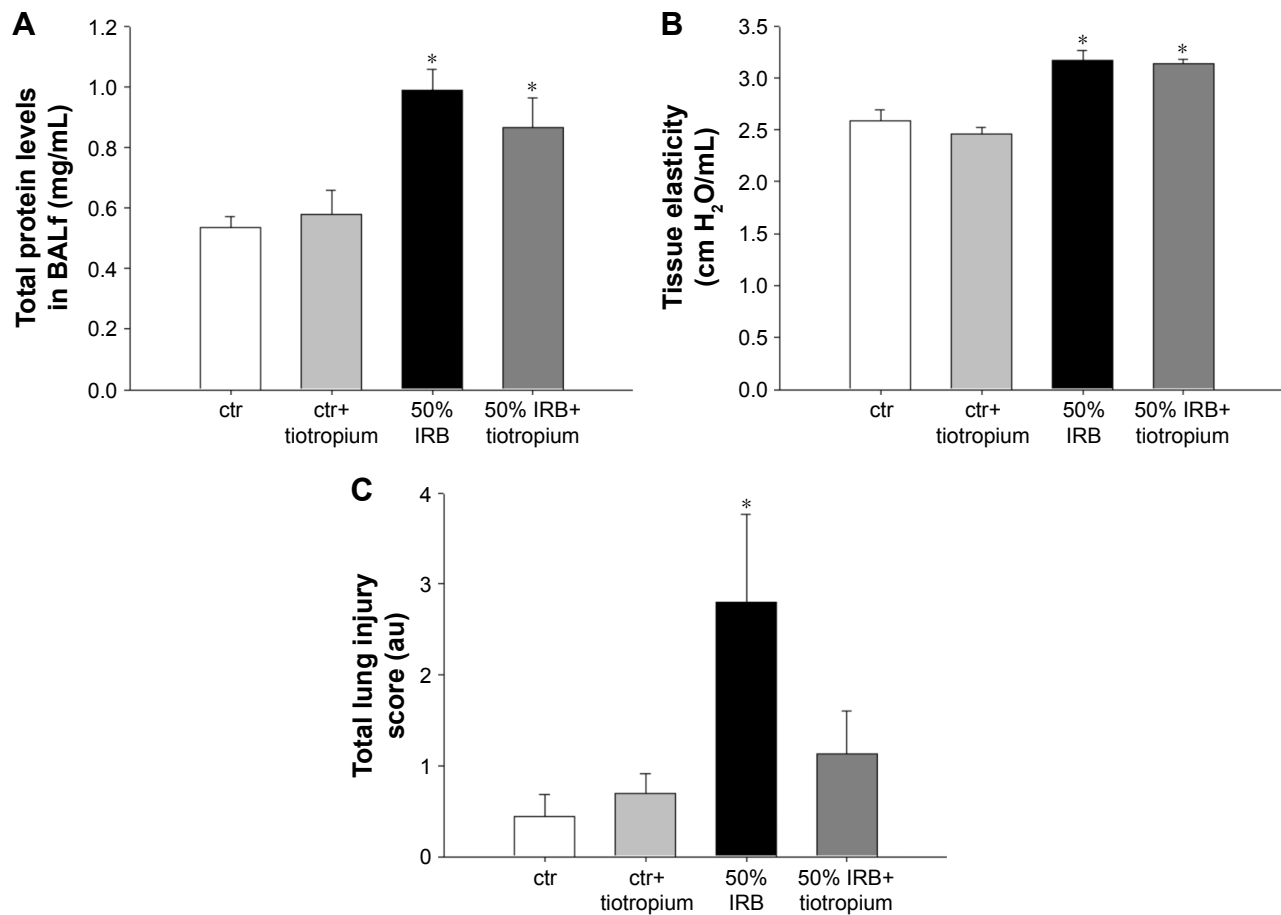 A
Total protein levels
in BALf (mg/mL)
1.2
1.0
0.8
0.6
0.4
0.2
0.0
*
*
ctr
ctr+
tiotropium
50%
IRB
50% IRB+
tiotropium
B
Tissue elasticity
(cm H₂O/mL)
3.5
3.0
2.5
2.0
1.5
1.0
0.5
0.0
*
*
ctr
ctr+
tiotropium
50%
IRB
50% IRB+
tiotropium
C
Total lung injury
score (au)
4
3
2
1
0
*
ctr
ctr+
tiotropium
50%
IRB
50% IRB+
tiotropium